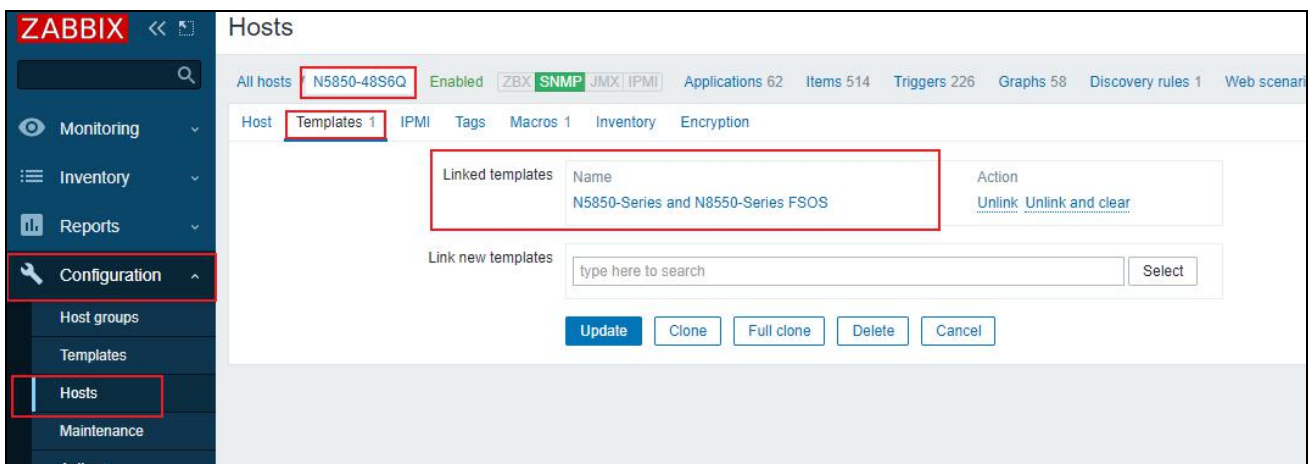 ZABBIX
Hosts
All hosts / N5850-48S6Q Enabled ZBX SNMP JMX IPMI Applications 62 Items 514 Triggers 226 Graphs 58 Discovery rules 1 Web scenari
Monitoring
Host Templates 1 IPMI Tags Macros 1 Inventory Encryption
Inventory
Linked templates Name Action
N5850-Series and N8550-Series FSOS Unlink Unlink and clear
Reports
Link new templates type here to search Select
Configuration
Host groups
Update Clone Full clone Delete Cancel
Templates
Hosts
Maintenance